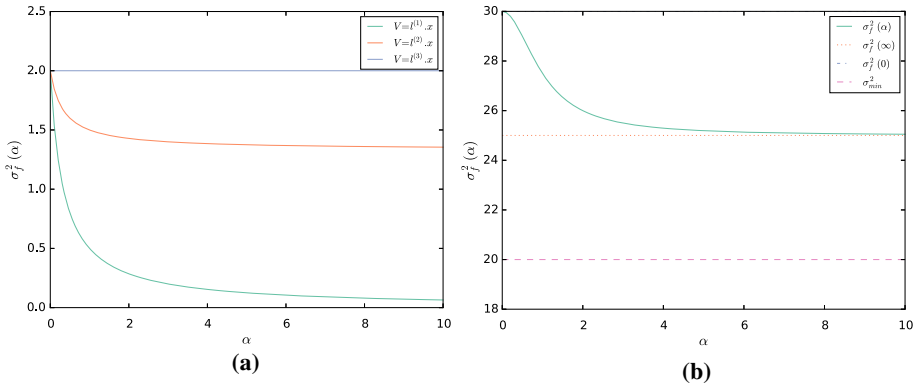 2.5
2.0
1.5
1.0
0.5
0.0
σ_f^2 (α)
V=l^(1).x
V=l^(2).x
V=l^(3).x
0 2 4 6 8 10
α
(a)
30
28
26
24
22
20
18
σ_f^2 (α)
σ_f^2 (α)
σ_f^2 (∞)
σ_f^2 (0)
σ_min^2
0 2 4 6 8 10
α
(b)